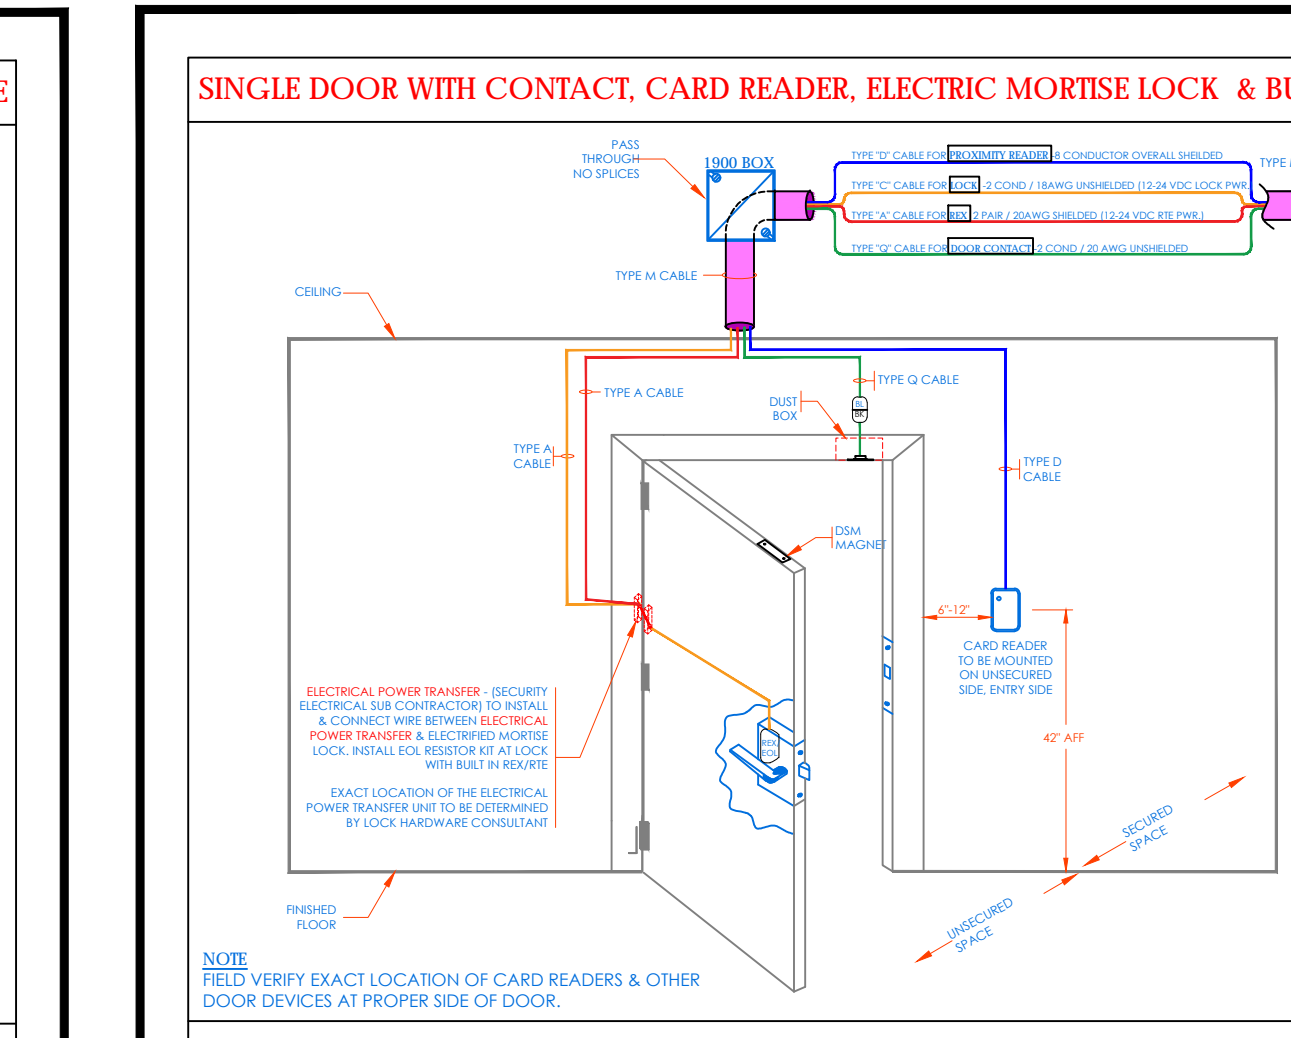 E
SINGLE DOOR WITH CONTACT, CARD READER, ELECTRIC MORTISE LOCK & BU
PASS
THROUGH
NO SPLICES
1900 BOX
TYPE "D" CABLE FOR PROXIMITY READER -8 CONDUCTOR OVERALL SHEILDED
TYPE "C" CABLE FOR LOCK -2 COND / 18AWG UNSHIELDED (12-24 VDC LOCK PWR.
TYPE "A" CABLE FOR REX 2 PAIR / 20AWG SHIELDED (12-24 VDC RTE PWR.)
TYPE "Q" CABLE FOR DOOR CONTACT -2 COND / 20 AWG UNSHIELDED
TYPE
TYPE M CABLE
CEILING
TYPE A CABLE
TYPE Q CABLE
DUST
BOX
BL
BK
TYPE A
CABLE
TYPE D
CABLE
DSM
MAGNET
6"-12"
CARD READER
TO BE MOUNTED
ON UNSECURED
SIDE, ENTRY SIDE
42" AFF
ELECTRICAL POWER TRANSFER - (SECURITY
ELECTRICAL SUB CONTRACTOR) TO INSTALL
& CONNECT WIRE BETWEEN ELECTRICAL
POWER TRANSFER & ELECTRIFIED MORTISE
LOCK. INSTALL EOL RESISTOR KIT AT LOCK
WITH BUILT IN REX/RTE
EXACT LOCATION OF THE ELECTRICAL
POWER TRANSFER UNIT TO BE DETERMINED
BY LOCK HARDWARE CONSULTANT
REX,
EOL
SECURED
SPACE
UNSECURED
SPACE
FINISHED
FLOOR
NOTE
FIELD VERIFY EXACT LOCATION OF CARD READERS & OTHER
DOOR DEVICES AT PROPER SIDE OF DOOR.